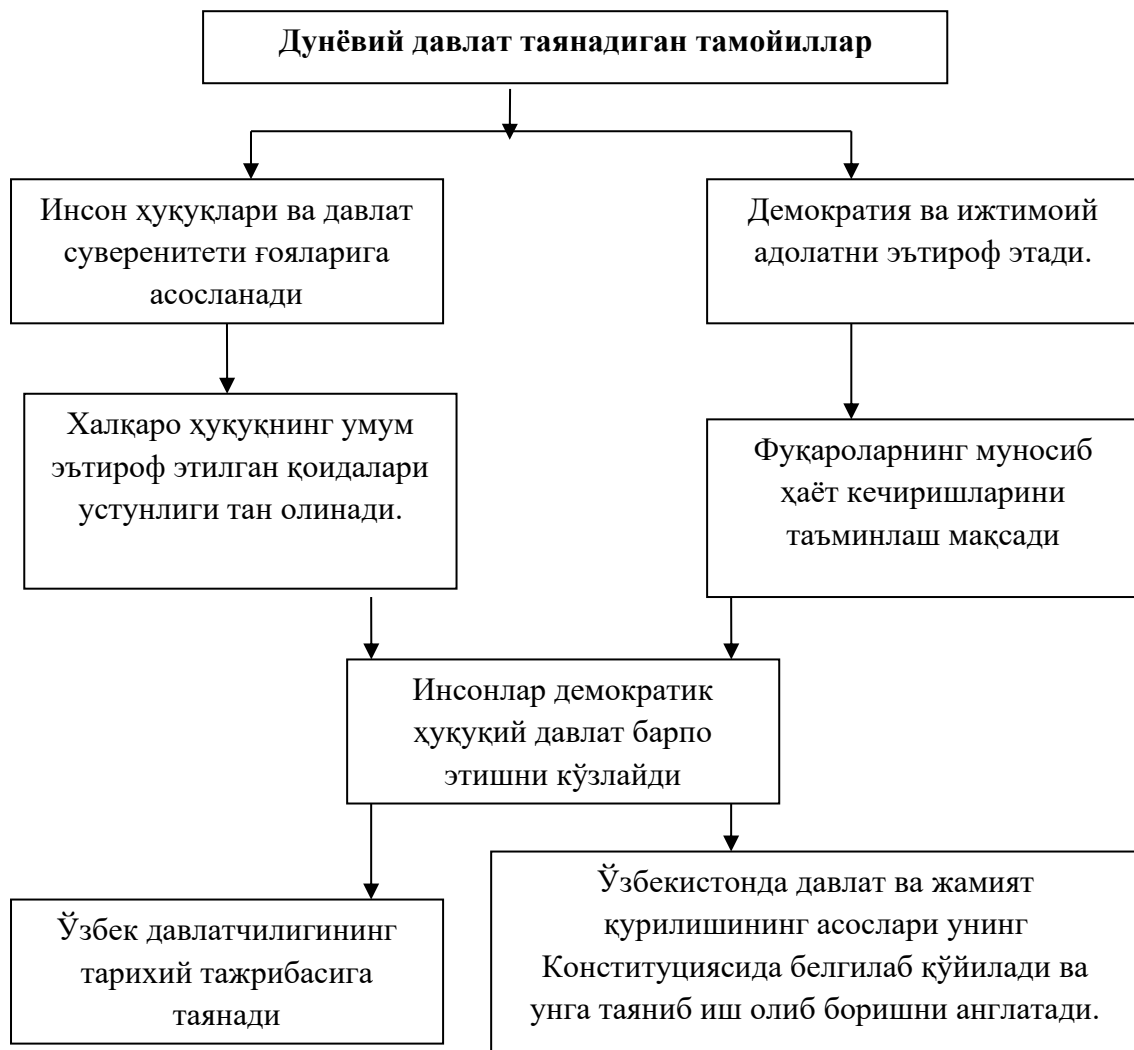 Дунёвий давлат таянадиган тамойиллар
Инсон ҳуқуқлари ва давлат
суверенитети ғояларига
асосланади
Демократия ва ижтимоий
адолатни эътироф этади.
Халқаро ҳуқуқнинг умум
эътироф этилган қоидалари
устунлиги тан олинади.
Фуқароларнинг муносиб
ҳаёт кечиришларини
таъминлаш мақсади
Инсонлар демократик
ҳуқуқий давлат барпо
этишни кўзлайди
Ўзбек давлатчилигининг
тарихий тажрибасига
таянади
Ўзбекистонда давлат ва жамият
қурилишининг асослари унинг
Конституциясида белгилаб қўйилади ва
унга таяниб иш олиб боришни англатади.